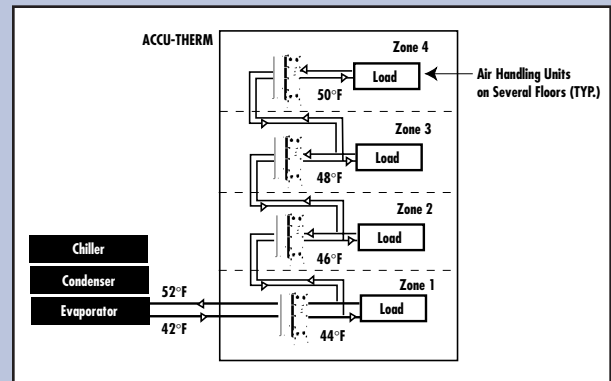 ACCU-THERM
Zone 4
Load
Air Handling Units
on Several Floors (TYP.)
50°F
Zone 3
Load
48°F
Zone 2
Load
46°F
Chiller
Condenser
Evaporator
52°F
42°F
Zone 1
Load
44°F